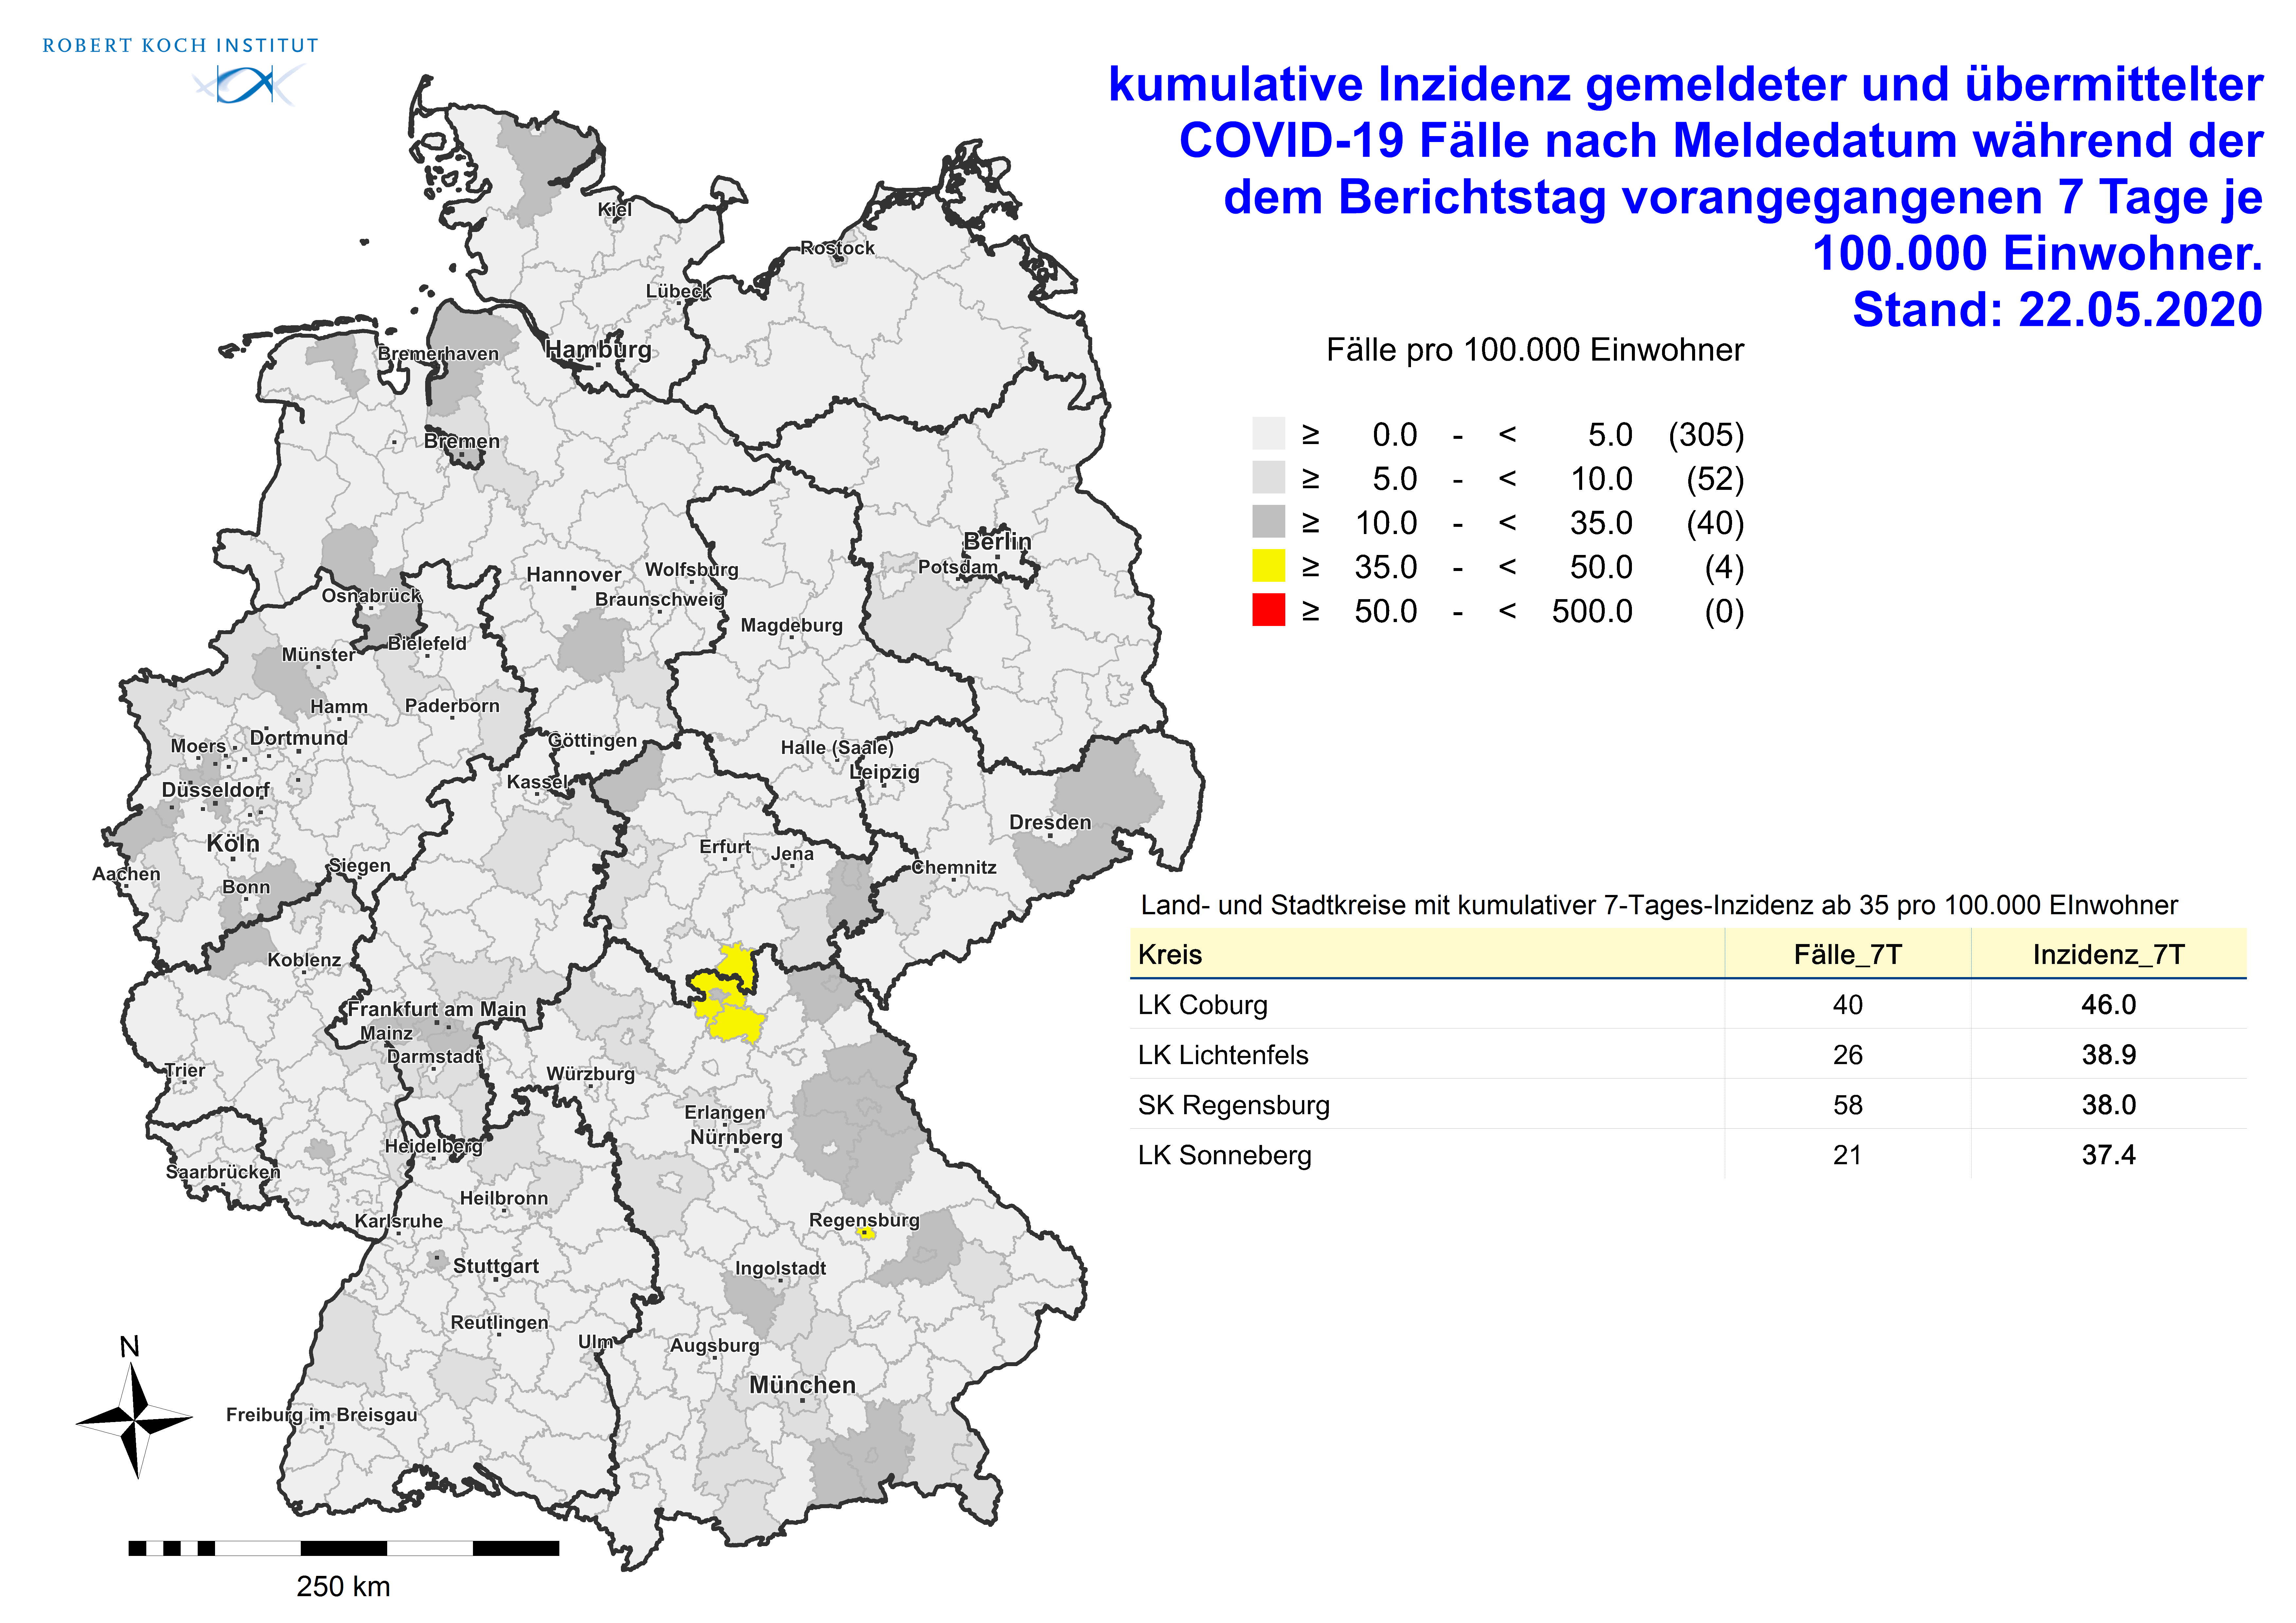 ROBERT KOCH INSTITUT
kumulative Inzidenz gemeldeter und übermittelter
COVID-19 Fälle nach Meldedatum während der
dem Berichtstag vorangegangenen 7 Tage je
100.000 Einwohner.
Stand: 22.05.2020
Fälle pro 100.000 Einwohner
≥ 0.0 - < 5.0 (305)
≥ 5.0 - < 10.0 (52)
≥ 10.0 - < 35.0 (40)
≥ 35.0 - < 50.0 (4)
≥ 50.0 - < 500.0 (0)
Kiel
Rostock
Lübeck
Hamburg
Bremerhaven
Bremen
Berlin
Potsdam
Hannover
Wolfsburg
Osnabrück
Braunschweig
Magdeburg
Bielefeld
Münster
Hamm
Paderborn
Moers
Dortmund
Göttingen
Halle (Saale)
Kassel
Leipzig
Düsseldorf
Dresden
Köln
Erfurt
Jena
Siegen
Chemnitz
Aachen
Bonn
Koblenz
Frankfurt am Main
Mainz
Darmstadt
Trier
Würzburg
Erlangen
Nürnberg
Heidelberg
Saarbrücken
Heilbronn
Karlsruhe
Regensburg
Stuttgart
Ingolstadt
Reutlingen
Ulm
Augsburg
München
Freiburg im Breisgau
Land- und Stadtkreise mit kumulativer 7-Tages-Inzidenz ab 35 pro 100.000 EInwohner
Kreis Fälle_7T Inzidenz_7T
LK Coburg 40 46.0
LK Lichtenfels 26 38.9
SK Regensburg 58 38.0
LK Sonneberg 21 37.4
N
250 km